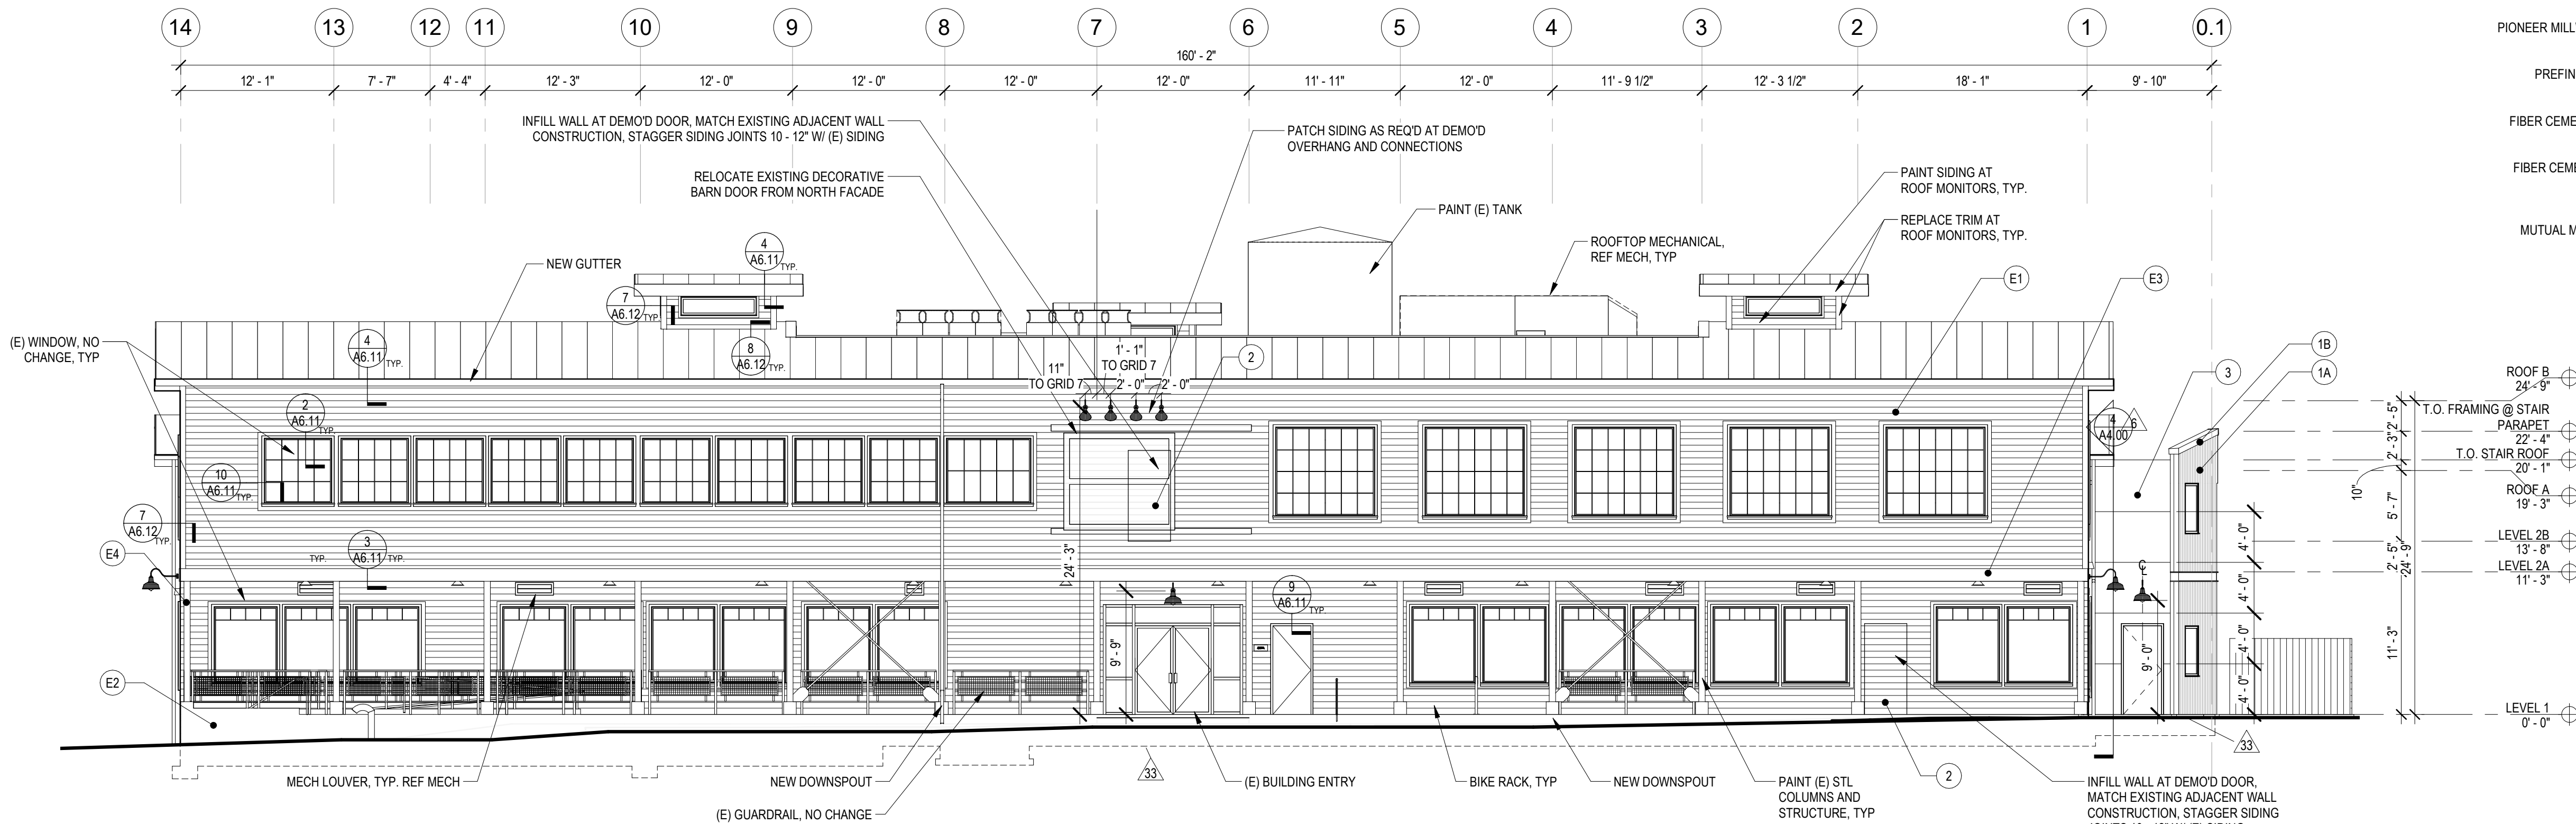 14
13
12
11
10
9
8
7
6
5
4
3
2
1
0.1
160' - 2"
12' - 1"
7' - 7"
4' - 4"
12' - 3"
12' - 0"
12' - 0"
12' - 0"
12' - 0"
11' - 11"
12' - 0"
11' - 9 1/2"
12' - 3 1/2"
18' - 1"
9' - 10"
PIONEER MILL
PREFIN
FIBER CEME
FIBER CEME
MUTUAL M
INFILL WALL AT DEMO'D DOOR, MATCH EXISTING ADJACENT WALL
CONSTRUCTION, STAGGER SIDING JOINTS 10 - 12" W/ (E) SIDING
RELOCATE EXISTING DECORATIVE
BARN DOOR FROM NORTH FACADE
PATCH SIDING AS REQ'D AT DEMO'D
OVERHANG AND CONNECTIONS
PAINT (E) TANK
ROOFTOP MECHANICAL,
REF MECH, TYP
PAINT SIDING AT
ROOF MONITORS, TYP.
REPLACE TRIM AT
ROOF MONITORS, TYP.
NEW GUTTER
4
A6.11
TYP.
7
A6.12
TYP.
8
A6.12
TYP.
E1
E3
(E) WINDOW, NO
CHANGE, TYP
4
A6.11
TYP.
2
A6.11
TYP.
10
A6.11
TYP.
7
A6.12
TYP.
3
A6.11
TYP.
TYP.
11"
TO GRID 7
1' - 1"
TO GRID 7
2' - 0"
2' - 0"
2
24' - 3"
9' - 9"
9
A6.11
TYP.
E4
E2
1B
1A
3
4
A4.00
6
CL
9' - 0"
4' - 0"
4' - 0"
4' - 0"
4' - 0"
10"
2' - 5"
2' - 3"
5' - 7"
2' - 5"
11' - 3"
24' - 9"
ROOF B
24' - 9"
T.O. FRAMING @ STAIR
PARAPET
22' - 4"
T.O. STAIR ROOF
20' - 1"
ROOF A
19' - 3"
LEVEL 2B
13' - 8"
LEVEL 2A
11' - 3"
LEVEL 1
0' - 0"
33
33
MECH LOUVER, TYP. REF MECH
NEW DOWNSPOUT
(E) GUARDRAIL, NO CHANGE
(E) BUILDING ENTRY
BIKE RACK, TYP
NEW DOWNSPOUT
PAINT (E) STL
COLUMNS AND
STRUCTURE, TYP
2
INFILL WALL AT DEMO'D DOOR,
MATCH EXISTING ADJACENT WALL
CONSTRUCTION, STAGGER SIDING